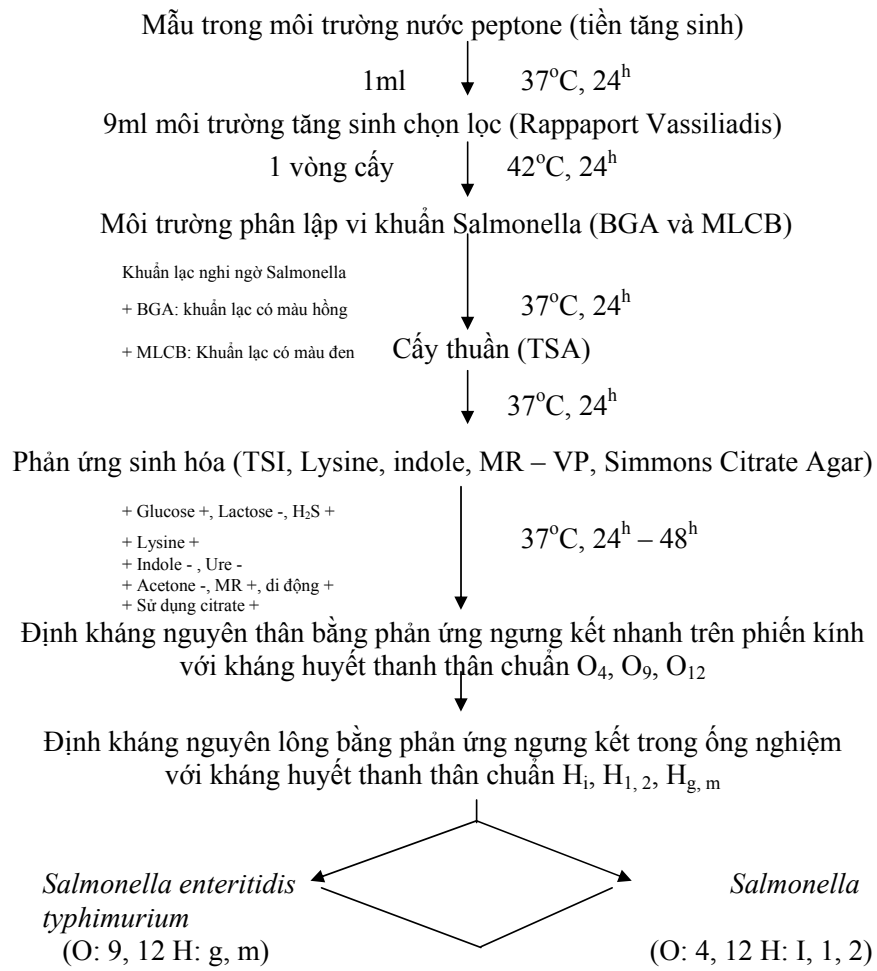 Mẫu trong môi trường nước peptone (tiền tăng sinh)
1ml 37°C, 24ʰ
9ml môi trường tăng sinh chọn lọc (Rappaport Vassiliadis)
1 vòng cấy 42°C, 24ʰ
Môi trường phân lập vi khuẩn Salmonella (BGA và MLCB)
Khuẩn lạc nghi ngờ Salmonella
+ BGA: khuẩn lạc có màu hồng
37°C, 24ʰ
+ MLCB: Khuẩn lạc có màu đen
Cấy thuần (TSA)
37°C, 24ʰ
Phản ứng sinh hóa (TSI, Lysine, indole, MR – VP, Simmons Citrate Agar)
+ Glucose +, Lactose -, H₂S +
+ Lysine +
37°C, 24ʰ – 48ʰ
+ Indole - , Ure -
+ Acetone -, MR +, di động +
+ Sử dụng citrate +
Định kháng nguyên thân bằng phản ứng ngưng kết nhanh trên phiến kính
với kháng huyết thanh thân chuẩn O₄, O₉, O₁₂
Định kháng nguyên lông bằng phản ứng ngưng kết trong ống nghiệm
với kháng huyết thanh thân chuẩn Hᵢ, H₁, ₂, H_g, m
Salmonella enteritidis Salmonella
typhimurium
(O: 9, 12 H: g, m) (O: 4, 12 H: I, 1, 2)